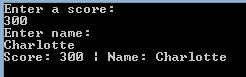 Enter a score:
300
Enter name:
Charlotte
Score: 300 ¦ Name: Charlotte